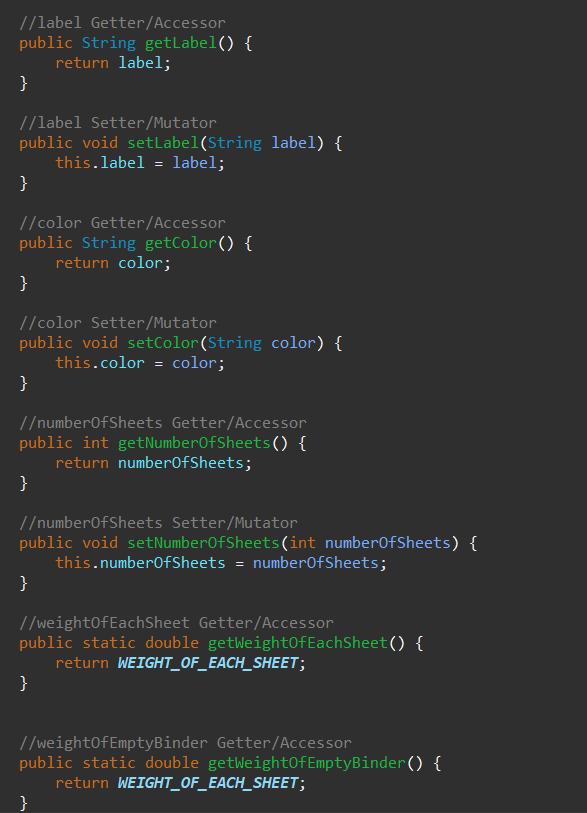 //label Getter/Accessor
public String getLabel() {
    return label;
}

//label Setter/Mutator
public void setLabel(String label) {
    this.label = label;
}

//color Getter/Accessor
public String getColor() {
    return color;
}

//color Setter/Mutator
public void setColor(String color) {
    this.color = color;
}

//numberOfSheets Getter/Accessor
public int getNumberOfSheets() {
    return numberOfSheets;
}

//numberOfSheets Setter/Mutator
public void setNumberOfSheets(int numberOfSheets) {
    this.numberOfSheets = numberOfSheets;
}

//weightOfEachSheet Getter/Accessor
public static double getWeightOfEachSheet() {
    return WEIGHT_OF_EACH_SHEET;
}


//weightOfEmptyBinder Getter/Accessor
public static double getWeightOfEmptyBinder() {
    return WEIGHT_OF_EACH_SHEET;
}